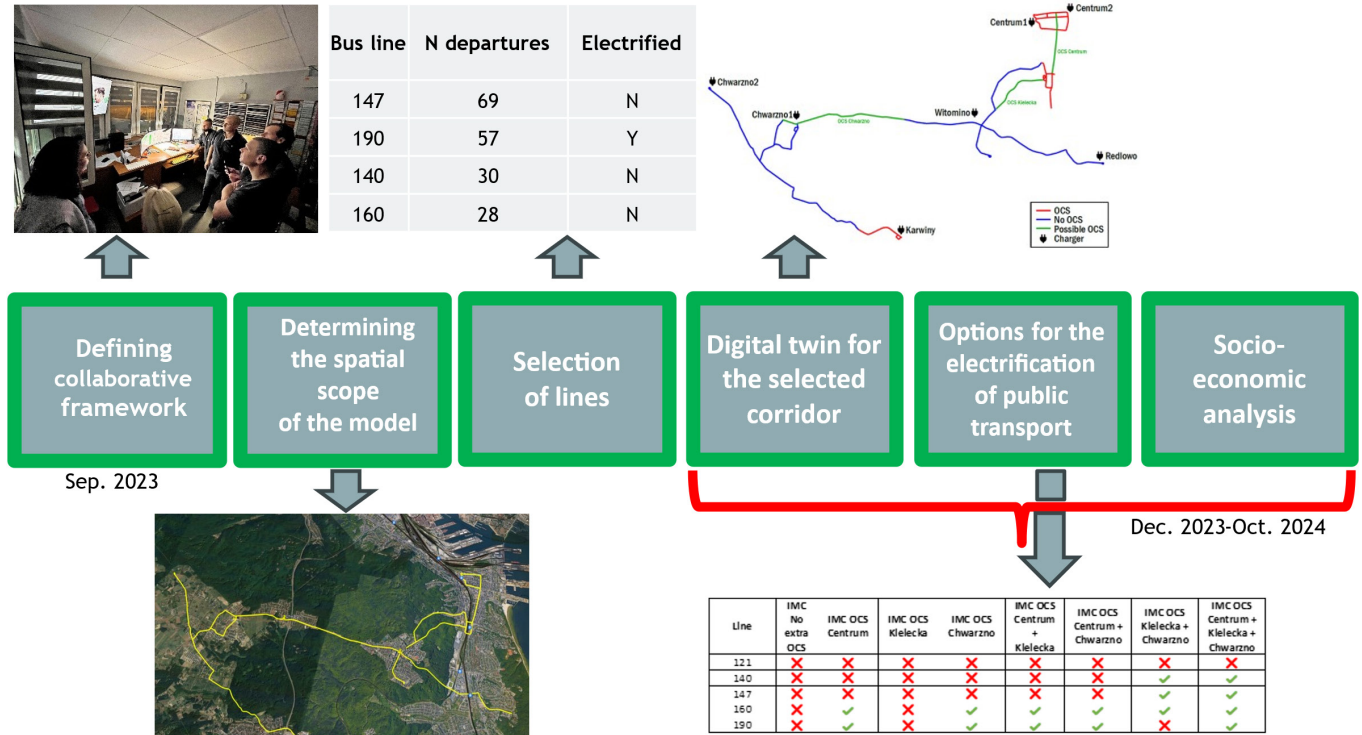 Bus line N departures Electrified
147 69 N
190 57 Y
140 30 N
160 28 N
Centrum2
Centrum1
OCS Centrum
Chwarzno2
OCS Kielecka
Chwarzno1
OCS Chwarzno
Witomino
Redlowo
Karwiny
OCS
No OCS
Possible OCS
Charger
Defining
collaborative
framework
Determining
the spatial
scope
of the model
Selection
of lines
Digital twin for
the selected
corridor
Options for the
electrification
of public
transport
Socio-
economic
analysis
Sep. 2023
Dec. 2023-Oct. 2024
Line
IMC
No
extra
OCS
IMC OCS
Centrum
IMC OCS
Kielecka
IMC OCS
Chwarzno
IMC OCS
Centrum
+
Kielecka
IMC OCS
Centrum +
Chwarzno
IMC OCS
Kielecka +
Chwarzno
IMC OCS
Centrum +
Kielecka +
Chwarzno
121 ✕ ✕ ✕ ✕ ✕ ✕ ✕ ✕
140 ✕ ✕ ✕ ✕ ✕ ✕ ✓ ✓
147 ✕ ✕ ✕ ✕ ✕ ✕ ✓ ✓
160 ✕ ✓ ✕ ✓ ✓ ✓ ✓ ✓
190 ✕ ✓ ✕ ✓ ✓ ✓ ✕ ✓